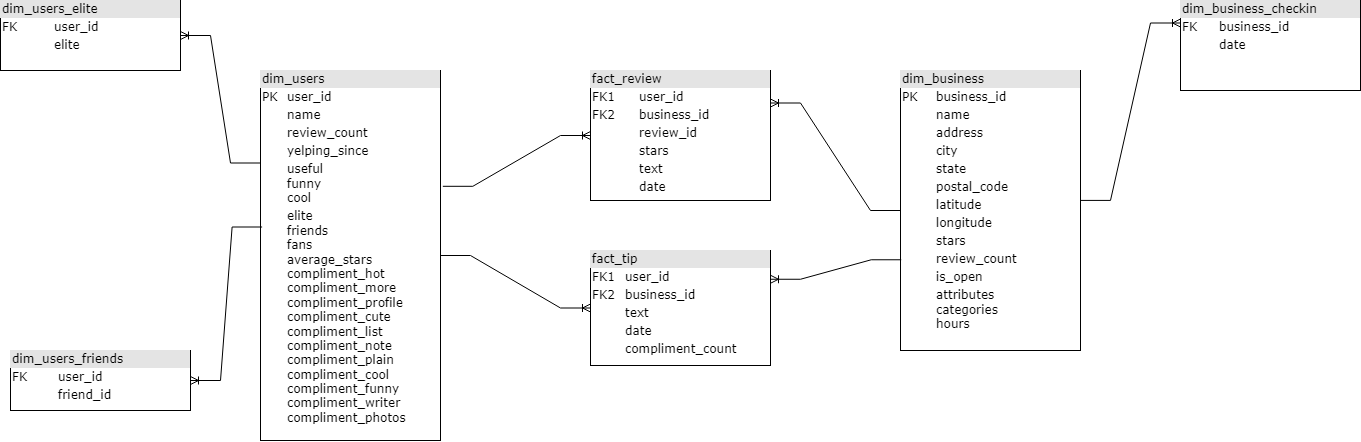 dim_users_elite
FK user_id
elite
dim_users
PK user_id
name
review_count
yelping_since
useful
funny
cool
elite
friends
fans
average_stars
compliment_hot
compliment_more
compliment_profile
compliment_cute
compliment_list
compliment_note
compliment_plain
compliment_cool
compliment_funny
compliment_writer
compliment_photos
dim_users_friends
FK user_id
friend_id
fact_review
FK1 user_id
FK2 business_id
review_id
stars
text
date
fact_tip
FK1 user_id
FK2 business_id
text
date
compliment_count
dim_business
PK business_id
name
address
city
state
postal_code
latitude
longitude
stars
review_count
is_open
attributes
categories
hours
dim_business_checkin
FK business_id
date